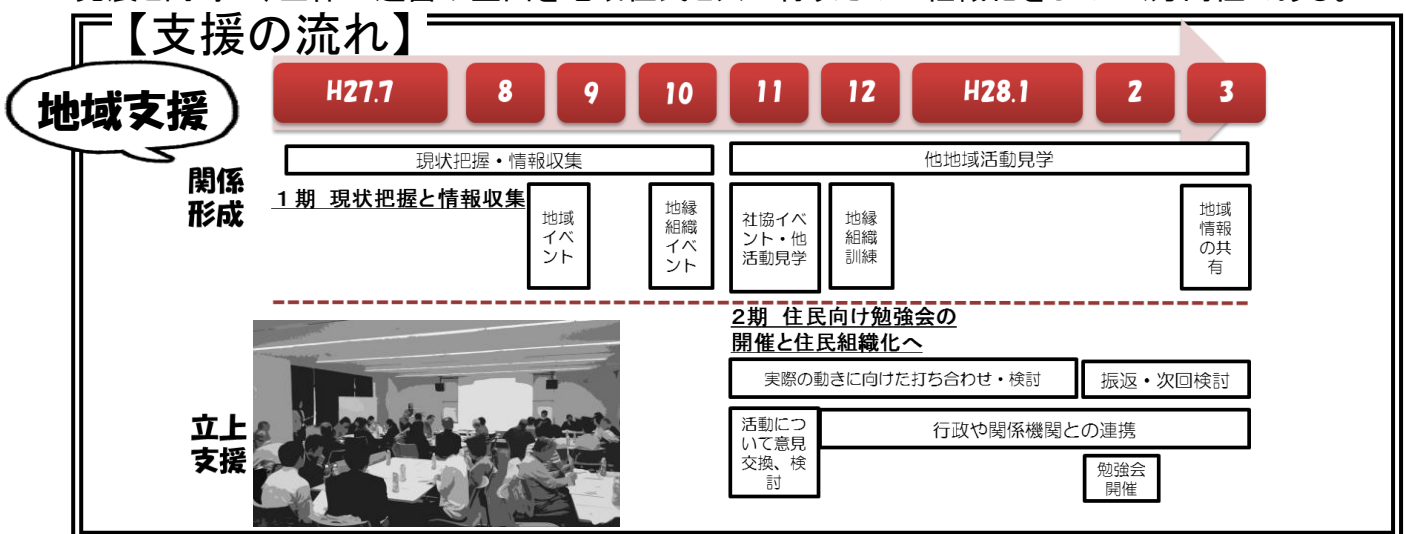 【支援の流れ】
地域支援
H27.7
8
9
10
11
12
H28.1
2
3
関係
形成
現状把握・情報収集
他地域活動見学
1期 現状把握と情報収集
地域
イベ
ント
地縁
組織
イベ
ント
社協イベ
ント・他
活動見学
地縁
組織
訓練
地域
情報
の共
有
2期 住民向け勉強会の
開催と住民組織化へ
立上
支援
実際の動きに向けた打ち合わせ・検討
振返・次回検討
活動につ
いて意見
交換、検
討
行政や関係機関との連携
勉強会
開催